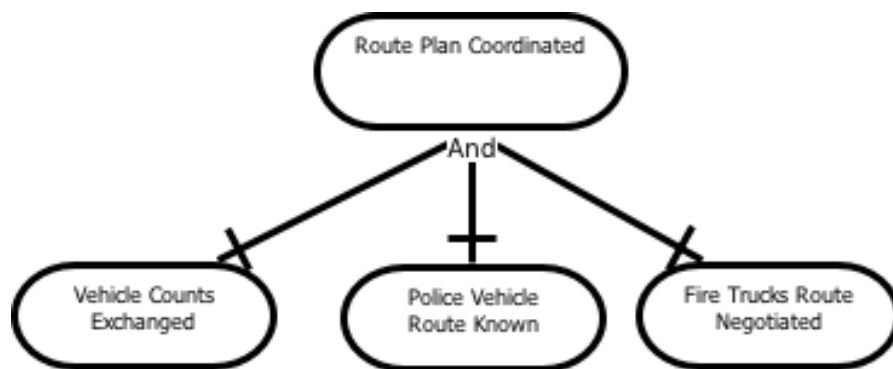 Route Plan Coordinated
And
Vehicle Counts
Exchanged
Police Vehicle
Route Known
Fire Trucks Route
Negotiated